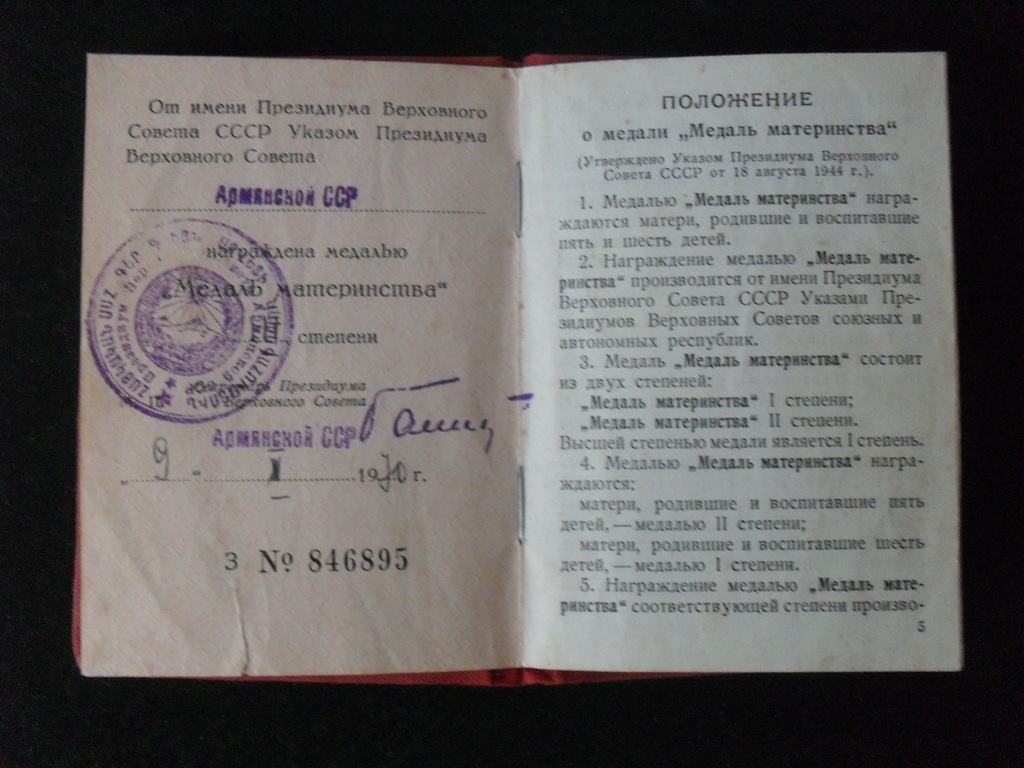 От имени Президиума Верховного
Совета СССР Указом Президиума
Верховного Совета
Армянской ССР
награждена медалью
„Медаль материнства“
степени
Секретарь Президиума
Верховного Совета
Армянской ССР
„ 9 “ I 1970 г.
З № 846895
ПОЛОЖЕНИЕ
о медали „Медаль материнства“
(Утверждено Указом Президиума Верховного
Совета СССР от 18 августа 1944 г.).
1. Медалью „Медаль материнства“ награ-
ждаются матери, родившие и воспитавшие
пять и шесть детей.
2. Награждение медалью „Медаль мате-
ринства“ производится от имени Президиума
Верховного Совета СССР Указами Пре-
зидиумов Верховных Советов союзных и
автономных республик.
3. Медаль „Медаль материнства“ состоит
из двух степеней:
„Медаль материнства“ I степени;
„Медаль материнства“ II степени.
Высшей степенью медали является I степень.
4. Медалью „Медаль материнства“ награ-
ждаются:
матери, родившие и воспитавшие пять
детей, — медалью II степени;
матери, родившие и воспитавшие шесть
детей, — медалью I степени.
5. Награждение медалью „Медаль мате-
ринства“ соответствующей степени произво-
5